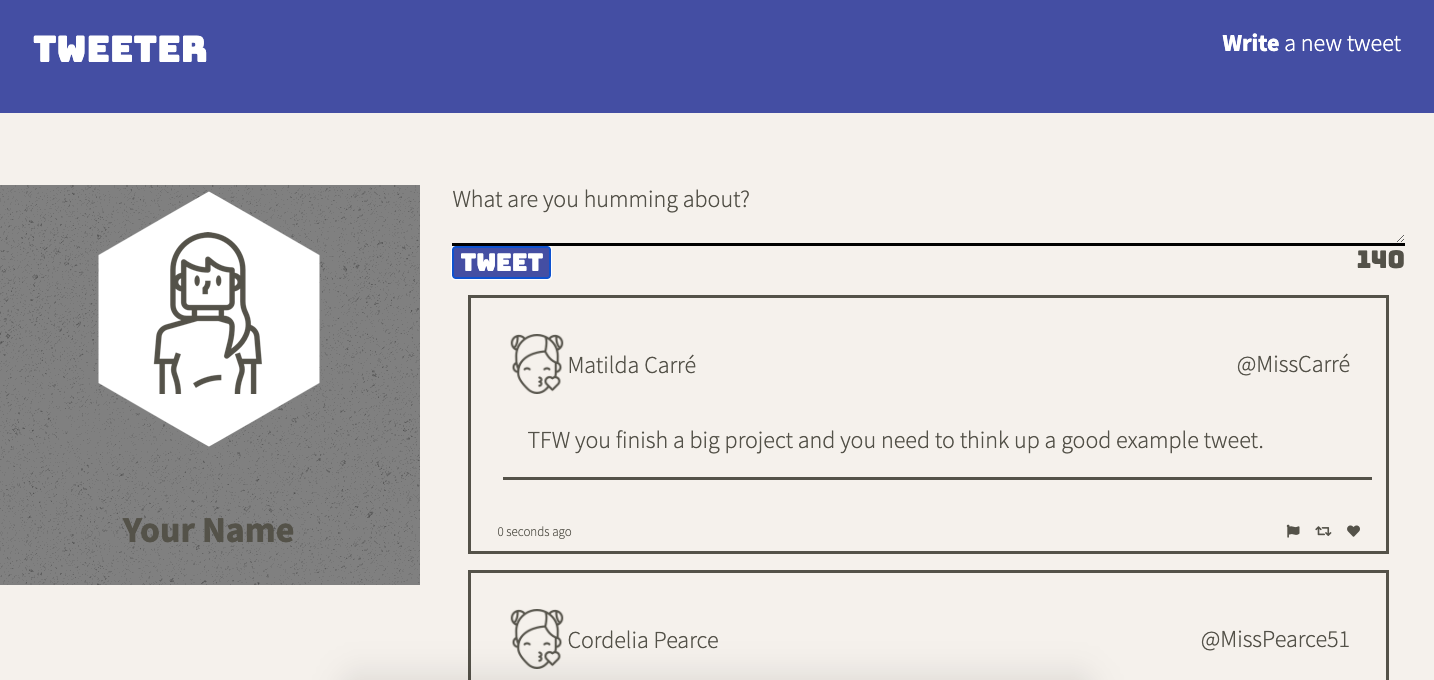 TWEETER
Write a new tweet
Your Name
What are you humming about?
TWEET
140
Matilda Carré
@MissCarré
TFW you finish a big project and you need to think up a good example tweet.
0 seconds ago
Cordelia Pearce
@MissPearce51